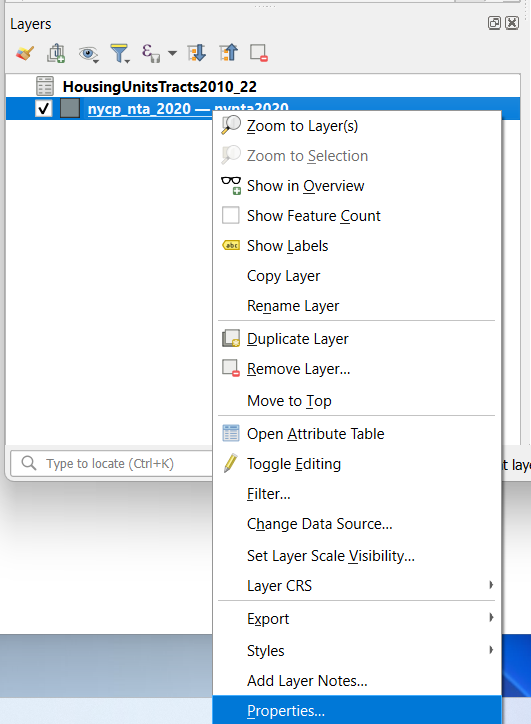 Layers
HousingUnitsTracts2010_22
nycp_nta_2020 — nynta2020
Zoom to Layer(s)
Zoom to Selection
Show in Overview
Show Feature Count
abc Show Labels
Copy Layer
Rename Layer
Duplicate Layer
Remove Layer...
Move to Top
Open Attribute Table
Toggle Editing
Type to locate (Ctrl+K)
Filter...
Change Data Source...
Set Layer Scale Visibility...
Layer CRS
Export
Styles
Add Layer Notes...
Properties...